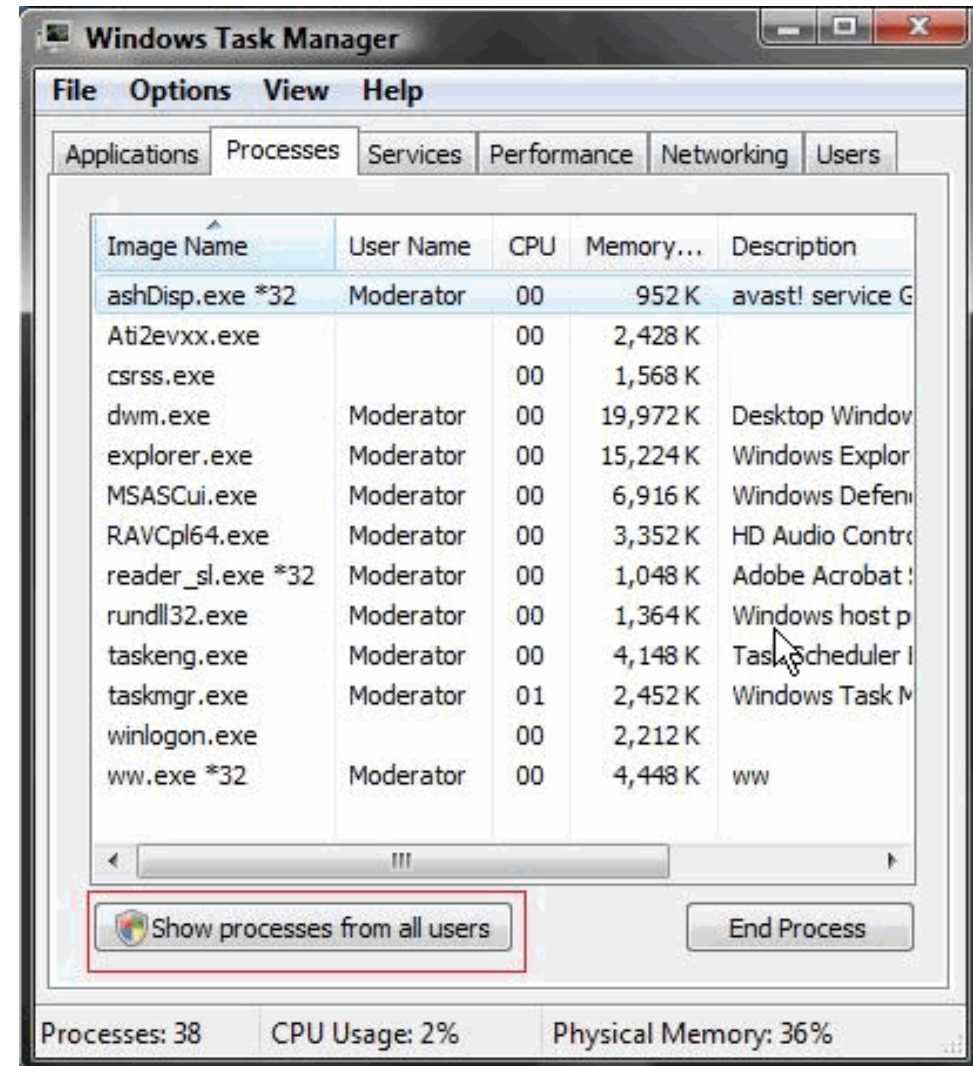 Windows Task Manager
File Options View Help
Applications Processes Services Performance Networking Users
Image Name User Name CPU Memory... Description
ashDisp.exe *32 Moderator 00 952 K avast! service G
Ati2evxx.exe 00 2,428 K
csrss.exe 00 1,568 K
dwm.exe Moderator 00 19,972 K Desktop Window
explorer.exe Moderator 00 15,224 K Windows Explor
MSASCui.exe Moderator 00 6,916 K Windows Defen
RAVCpl64.exe Moderator 00 3,352 K HD Audio Contro
reader_sl.exe *32 Moderator 00 1,048 K Adobe Acrobat
rundll32.exe Moderator 00 1,364 K Windows host p
taskeng.exe Moderator 00 4,148 K Task Scheduler
taskmgr.exe Moderator 01 2,452 K Windows Task M
winlogon.exe 00 2,212 K
ww.exe *32 Moderator 00 4,448 K ww
Show processes from all users End Process
Processes: 38 CPU Usage: 2% Physical Memory: 36%